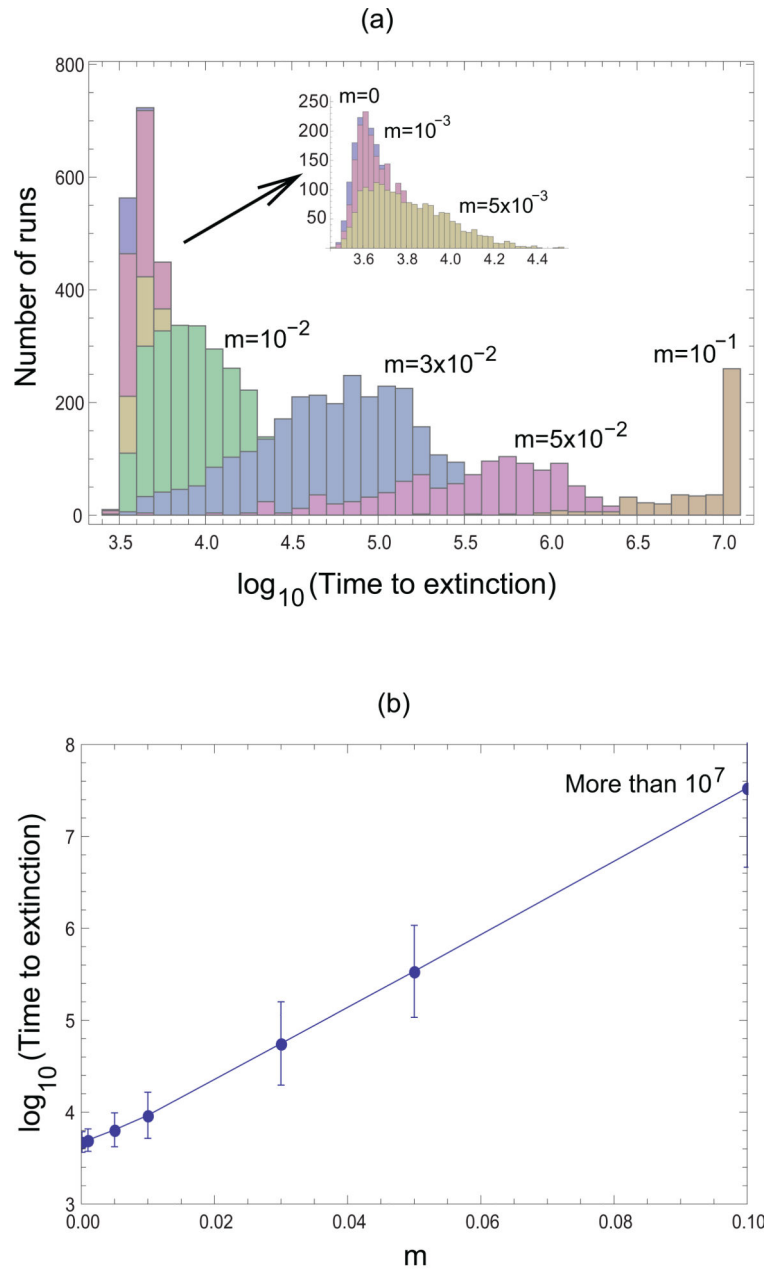 (a)
800
600
400
200
0
Number of runs
250
200
150
100
50
3.6 3.8 4.0 4.2 4.4
m=0
m=10⁻³
m=5x10⁻³
m=10⁻²
m=3x10⁻²
m=5x10⁻²
m=10⁻¹
3.5 4.0 4.5 5.0 5.5 6.0 6.5 7.0
log₁₀(Time to extinction)
(b)
8
7
6
5
4
3
log₁₀(Time to extinction)
More than 10⁷
0.00 0.02 0.04 0.06 0.08 0.10
m